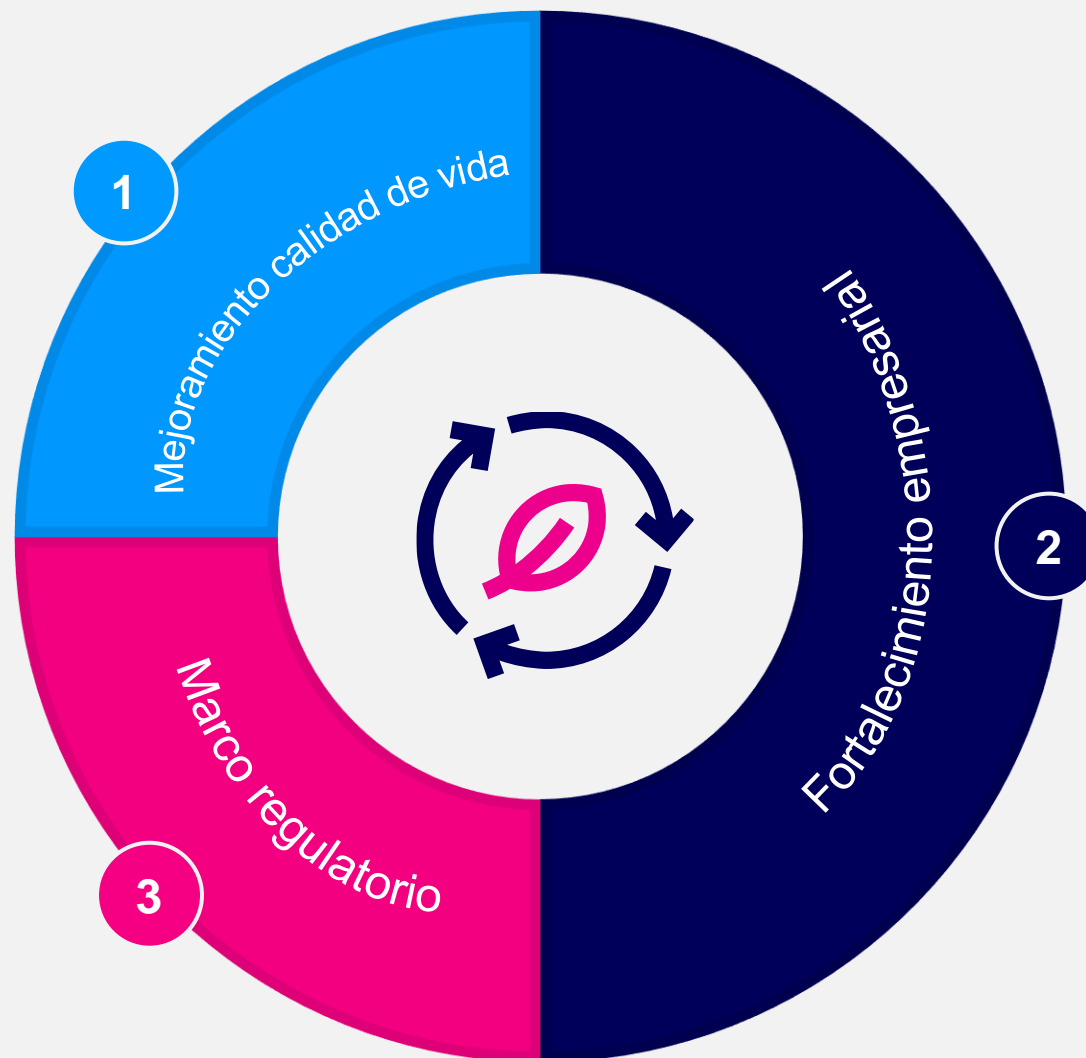 1
Mejoramiento calidad de vida
2
Fortalecimiento empresarial
3
Marco regulatorio